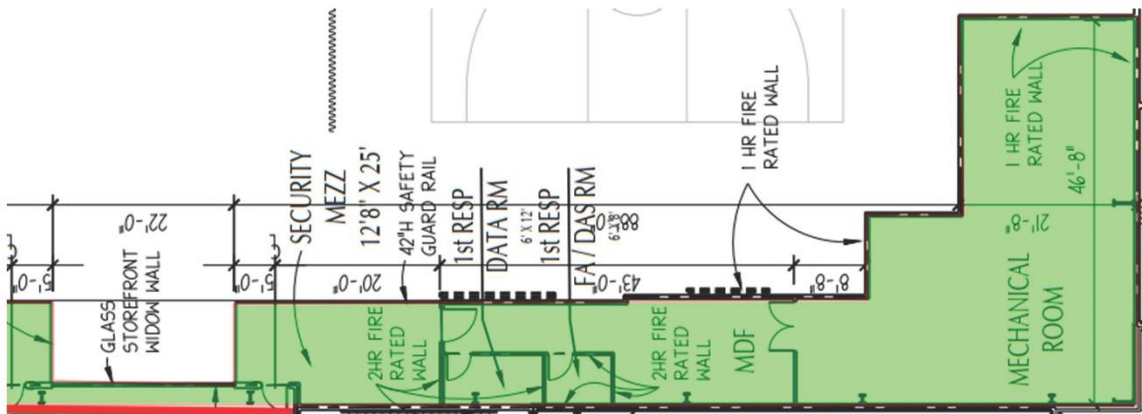 5'-0"
22'-0"
5'-0"
20'-0"
88'-0"
43'-0"
8'-8"
21'-8"
46'-8"
GLASS
STOREFRONT
WIDOW WALL
SECURITY
MEZZ
12'8" X 25'
42"H SAFETY
GUARD RAIL
1st RESP
DATA RM
6' X 12'
1st RESP
FA / DAS RM
6' X 8'
1 HR FIRE
RATED WALL
1 HR FIRE
RATED WALL
2HR FIRE
RATED
WALL
2HR FIRE
RATED
WALL
MDF
MECHANICAL
ROOM